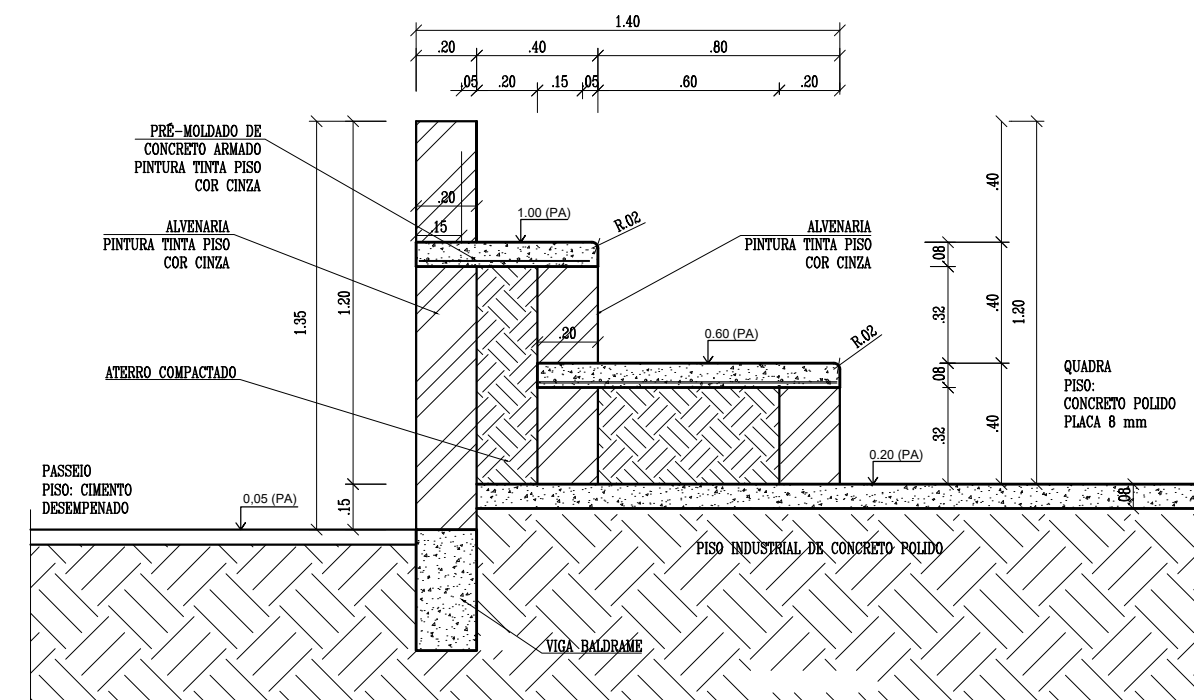 1.40
.20
.40
.80
.05
.20
.15
.05
.60
.20
PRÉ-MOLDADO DE
CONCRETO ARMADO
PINTURA TINTA PISO
COR CINZA
.20
.15
1.00 (PA)
R.02
ALVENARIA
PINTURA TINTA PISO
COR CINZA
ALVENARIA
PINTURA TINTA PISO
COR CINZA
.40
.08
1.35
1.20
.32
.40
1.20
.20
0.60 (PA)
R.02
ATERRO COMPACTADO
.08
.32
.40
QUADRA
PISO:
CONCRETO POLIDO
PLACA 8 mm
PASSEIO
PISO: CIMENTO
DESEMPENADO
0,05 (PA)
.15
0.20 (PA)
.08
PISO INDUSTRIAL DE CONCRETO POLIDO
VIGA BALDRAME